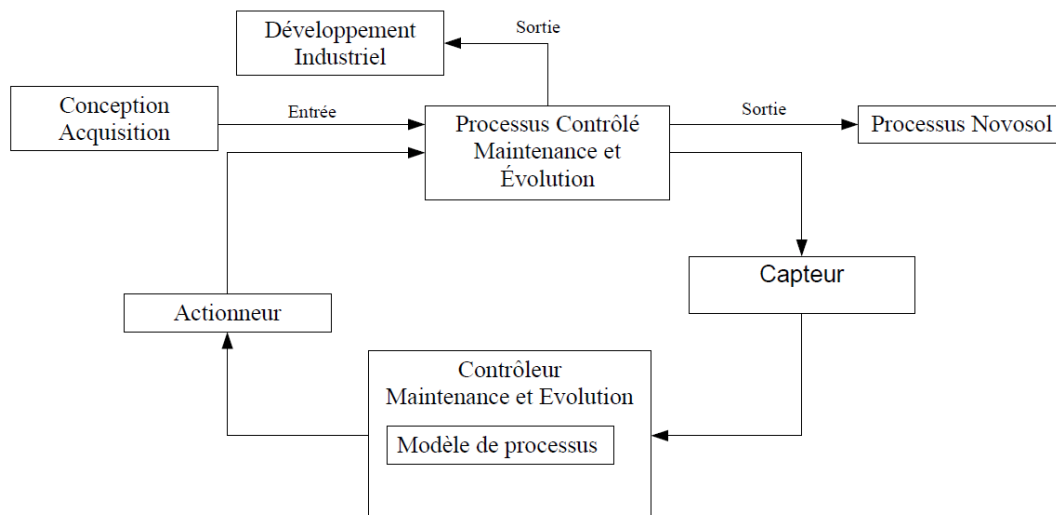 Développement
Industriel
Sortie
Conception
Acquisition
Entrée
Processus Contrôlé
Maintenance et
Évolution
Sortie
Processus Novosol
Capteur
Actionneur
Contrôleur
Maintenance et Evolution
Modèle de processus